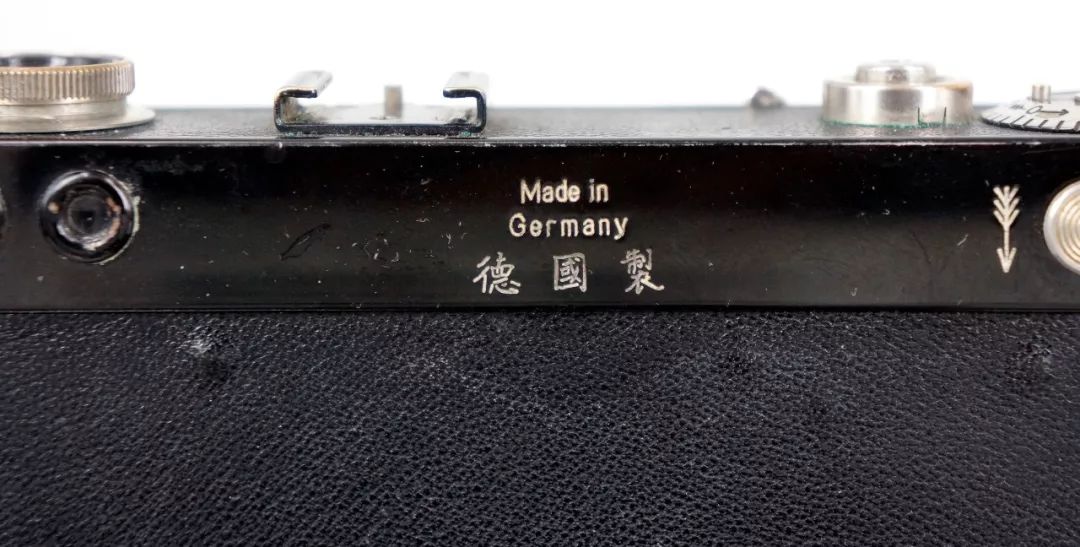 Made in
Germany
德國製